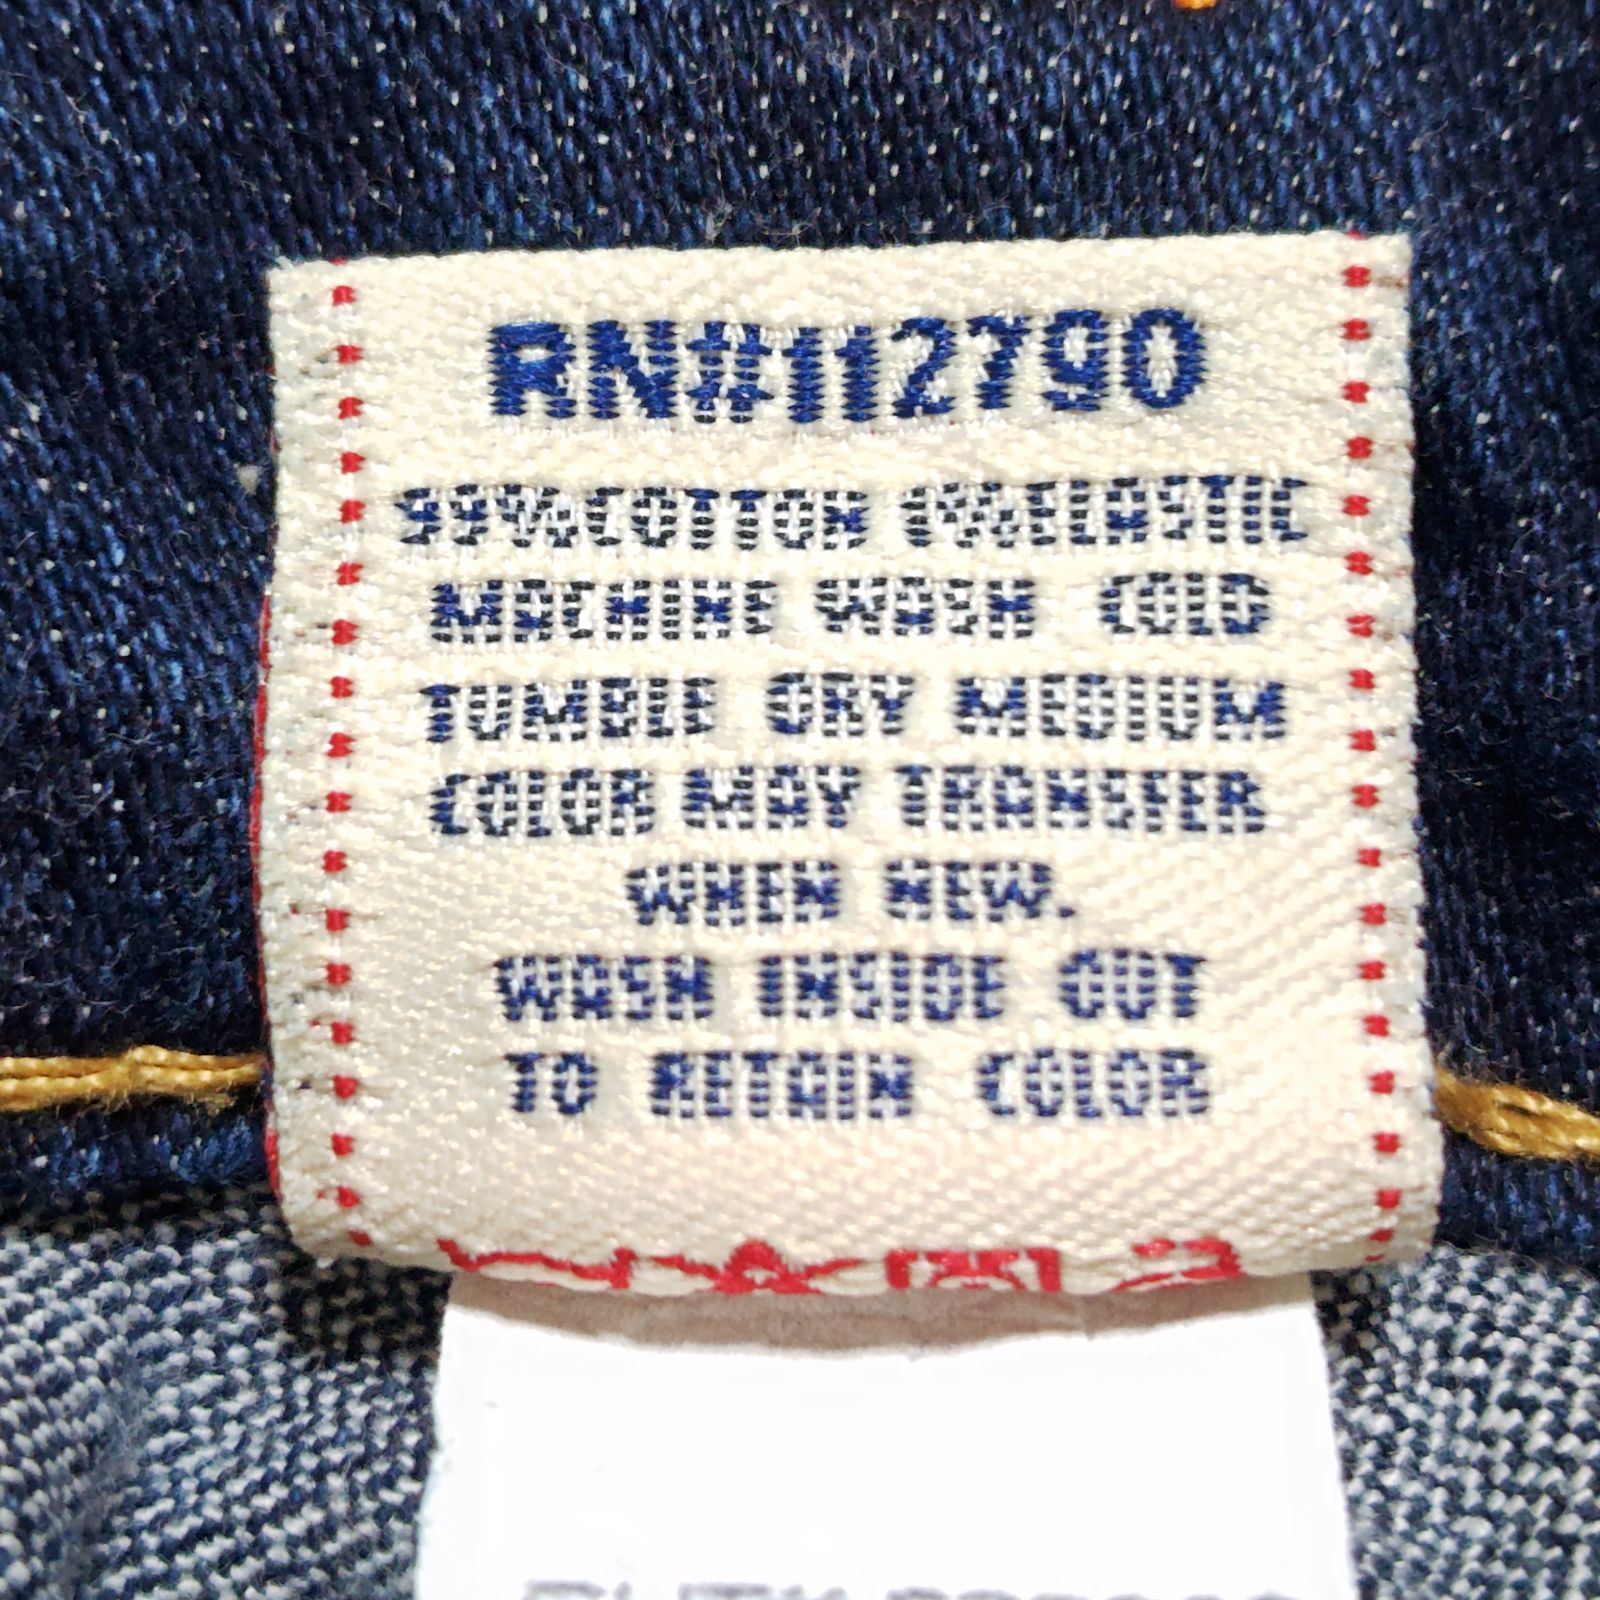 RN#112790
99%COTTON 1%ELASTIC
MACHINE WASH COLD
TUMBLE DRY MEDIUM
COLOR MAY TRANSFER
WHEN NEW.
WASH INSIDE OUT
TO RETAIN COLOR